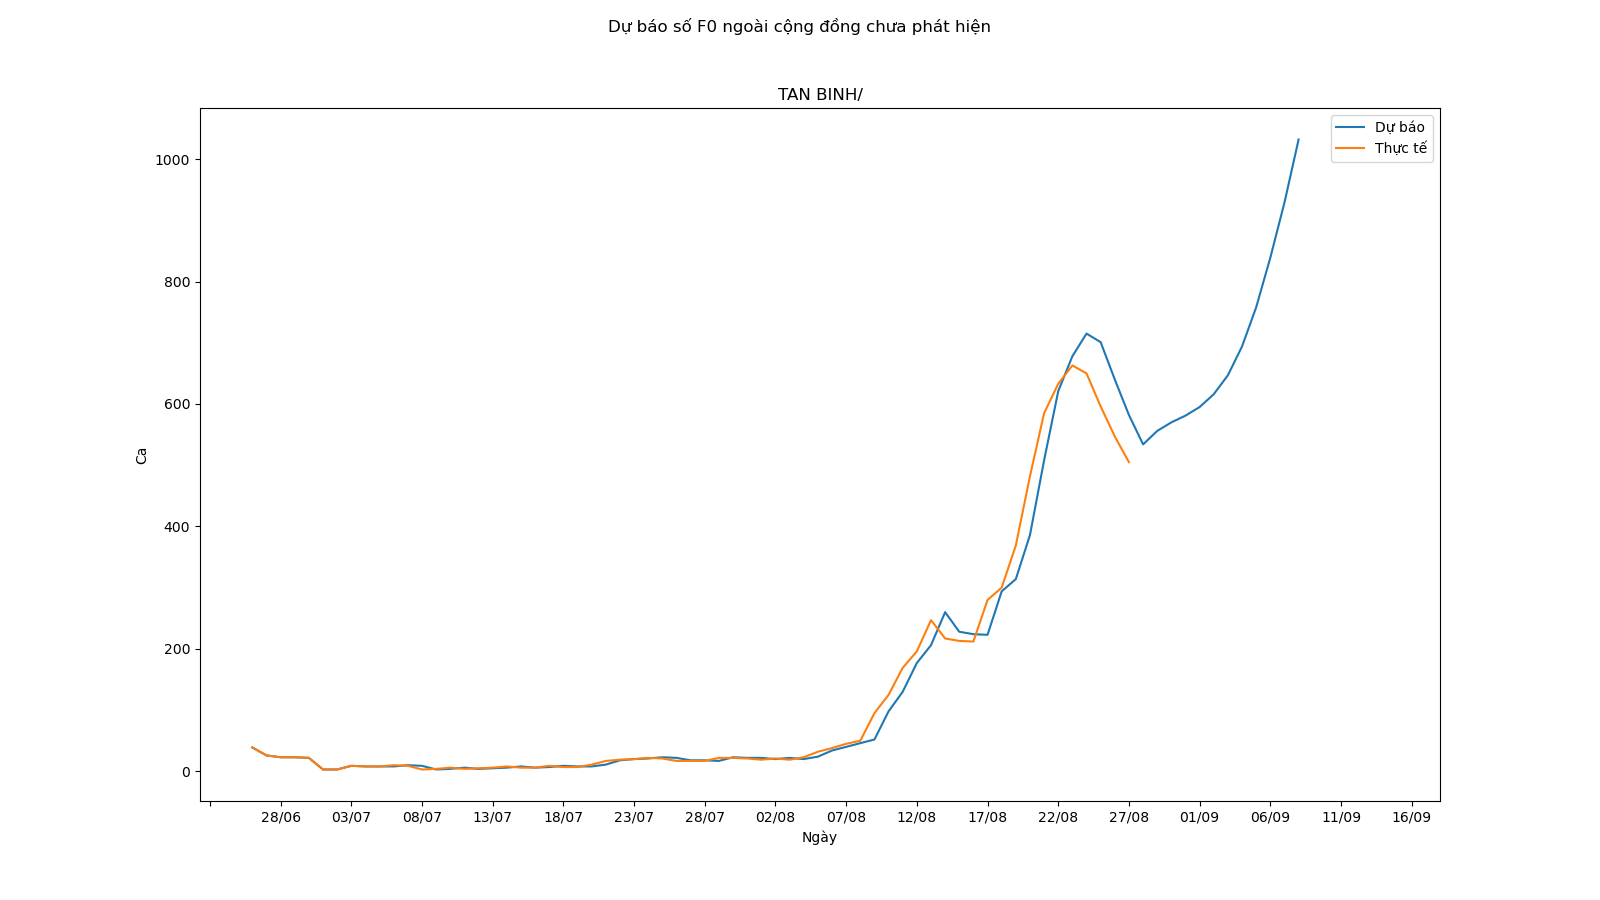 Dự báo số F0 ngoài cộng đồng chưa phát hiện
TAN BINH/
Dự báo
Thực tế
1000
800
600
400
200
0
Ca
28/06 03/07 08/07 13/07 18/07 23/07 28/07 02/08 07/08 12/08 17/08 22/08 27/08 01/09 06/09 11/09 16/09
Ngày